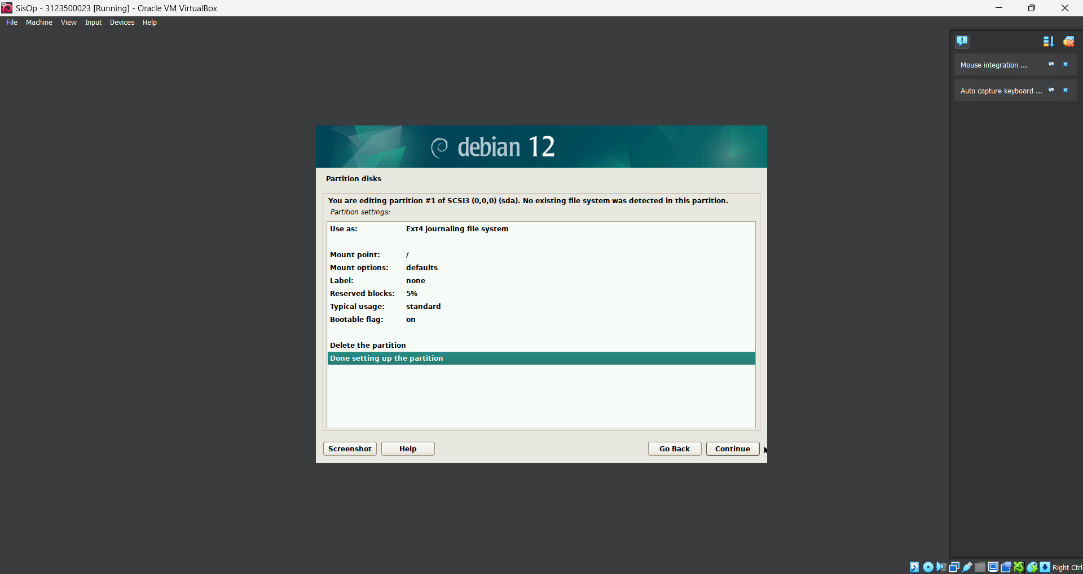 SisOp - 3123500023 [Running] - Oracle VM VirtualBox
File Machine View Input Devices Help
Mouse integration ...
Auto capture keyboard ...
debian 12
Partition disks
You are editing partition #1 of SCSI3 (0,0,0) (sda). No existing file system was detected in this partition.
Partition settings:
Use as: Ext4 journaling file system
Mount point: /
Mount options: defaults
Label: none
Reserved blocks: 5%
Typical usage: standard
Bootable flag: on
Delete the partition
Done setting up the partition
Screenshot Help Go Back Continue
Right Ctrl